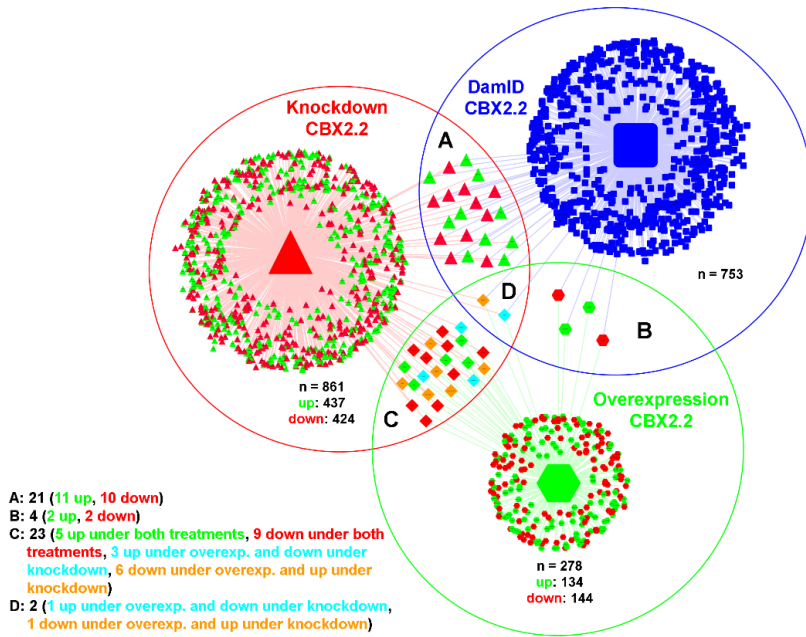 DamID
CBX2.2
Knockdown
CBX2.2
A
n = 753
D
B
n = 861
up: 437
down: 424
Overexpression
CBX2.2
C
A: 21 (11 up, 10 down)
B: 4 (2 up, 2 down)
C: 23 (5 up under both treatments, 9 down under both
treatments, 3 up under overexp. and down under
knockdown, 6 down under overexp. and up under
knockdown)
D: 2 (1 up under overexp. and down under knockdown,
1 down under overexp. and up under knockdown)
n = 278
up: 134
down: 144